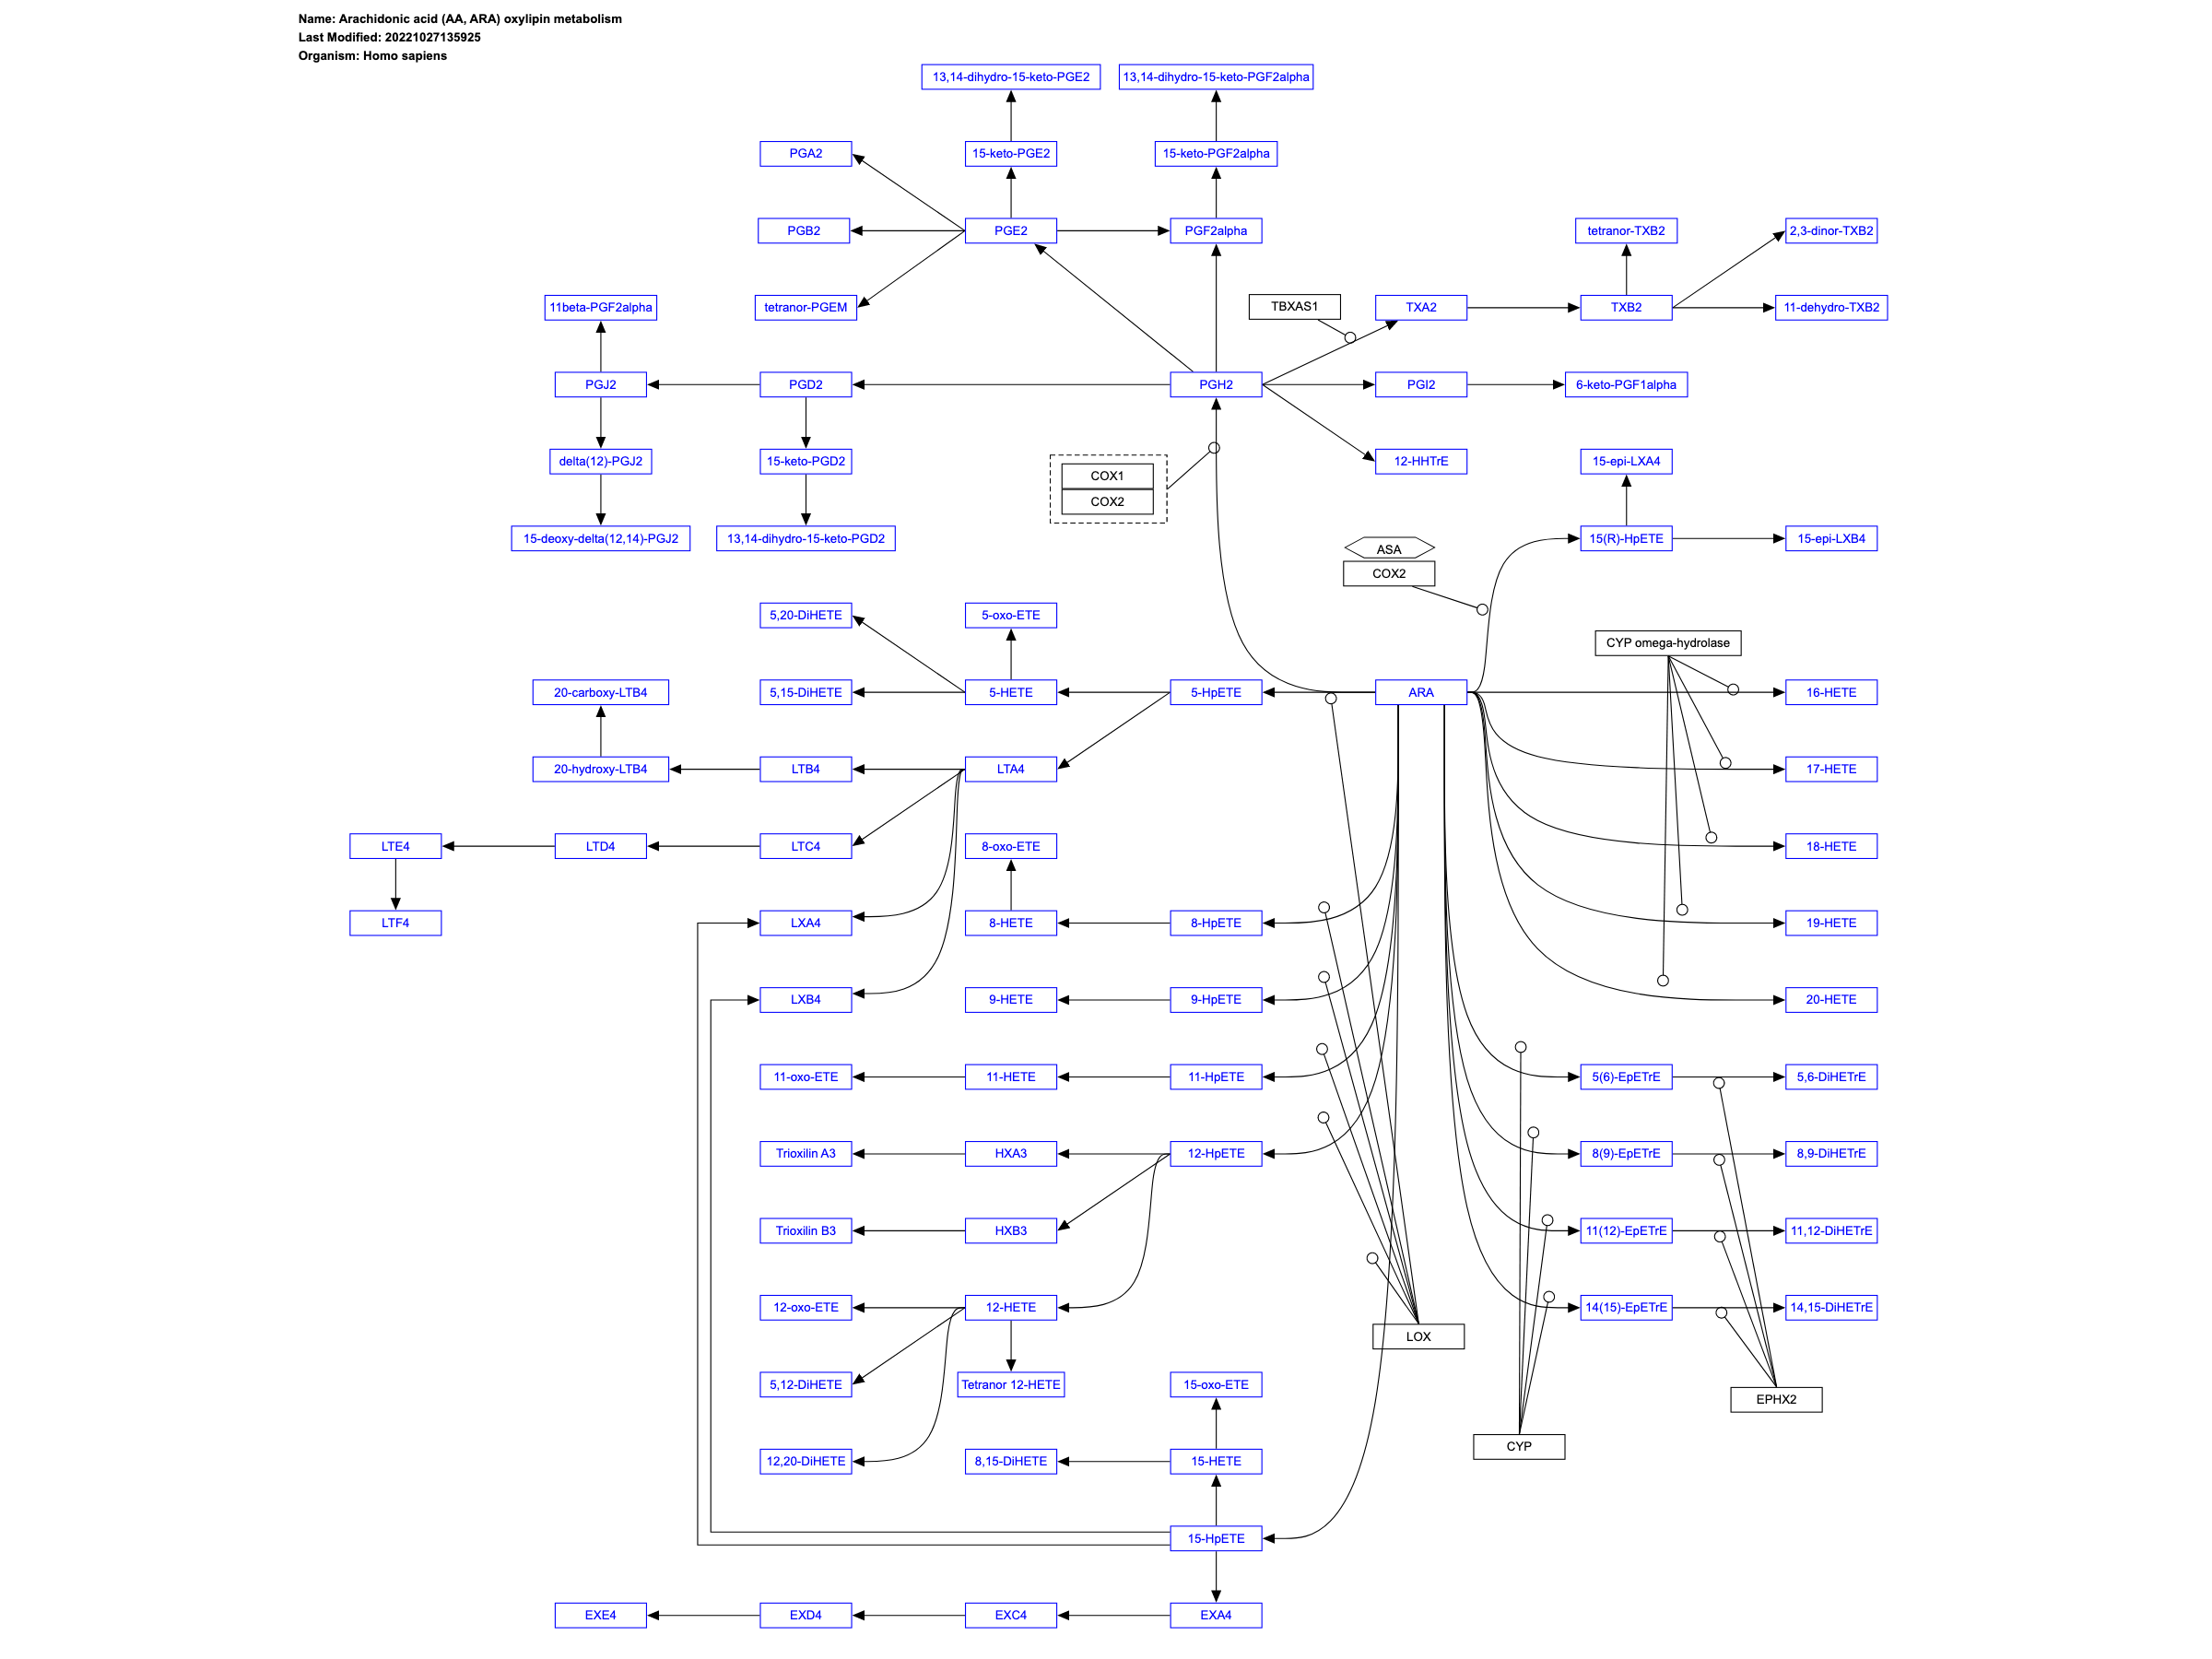 Name: Arachidonic acid (AA, ARA) oxylipin metabolism
Last Modified: 20221027135925
Organism: Homo sapiens
13,14-dihydro-15-keto-PGE2
13,14-dihydro-15-keto-PGF2alpha
PGA2
15-keto-PGE2
15-keto-PGF2alpha
PGB2
PGE2
PGF2alpha
tetranor-TXB2
2,3-dinor-TXB2
11beta-PGF2alpha
tetranor-PGEM
TBXAS1
TXA2
TXB2
11-dehydro-TXB2
PGJ2
PGD2
PGH2
PGI2
6-keto-PGF1alpha
delta(12)-PGJ2
15-keto-PGD2
COX1
COX2
12-HHTrE
15-epi-LXA4
15-deoxy-delta(12,14)-PGJ2
13,14-dihydro-15-keto-PGD2
ASA
COX2
15(R)-HpETE
15-epi-LXB4
5,20-DiHETE
5-oxo-ETE
CYP omega-hydrolase
20-carboxy-LTB4
5,15-DiHETE
5-HETE
5-HpETE
ARA
16-HETE
20-hydroxy-LTB4
LTB4
LTA4
17-HETE
LTE4
LTD4
LTC4
8-oxo-ETE
18-HETE
LTF4
LXA4
8-HETE
8-HpETE
19-HETE
LXB4
9-HETE
9-HpETE
20-HETE
11-oxo-ETE
11-HETE
11-HpETE
5(6)-EpETrE
5,6-DiHETrE
Trioxilin A3
HXA3
12-HpETE
8(9)-EpETrE
8,9-DiHETrE
Trioxilin B3
HXB3
11(12)-EpETrE
11,12-DiHETrE
12-oxo-ETE
12-HETE
LOX
14(15)-EpETrE
14,15-DiHETrE
5,12-DiHETE
Tetranor 12-HETE
15-oxo-ETE
EPHX2
12,20-DiHETE
8,15-DiHETE
15-HETE
CYP
15-HpETE
EXE4
EXD4
EXC4
EXA4